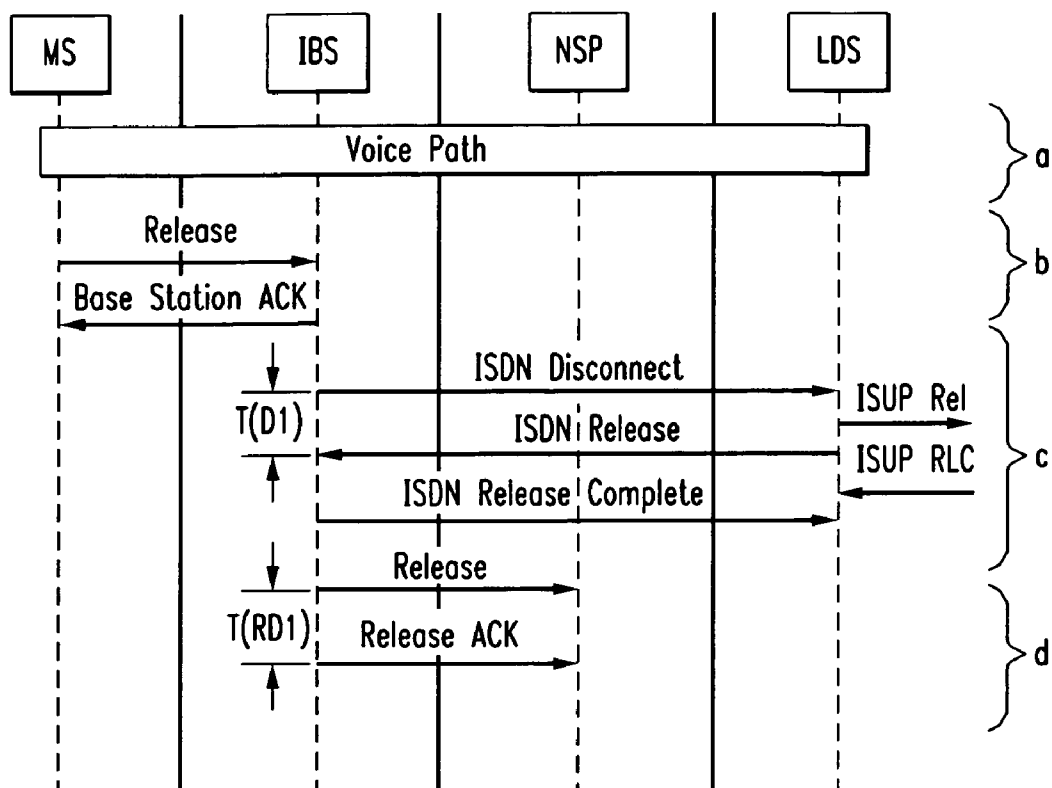 MS IBS NSP LDS
Voice Path
a
Release
b
Base Station ACK
ISDN Disconnect
ISUP Rel
T(D1)
ISDN Release
c
ISUP RLC
ISDN Release Complete
Release
T(RD1)
Release ACK
d